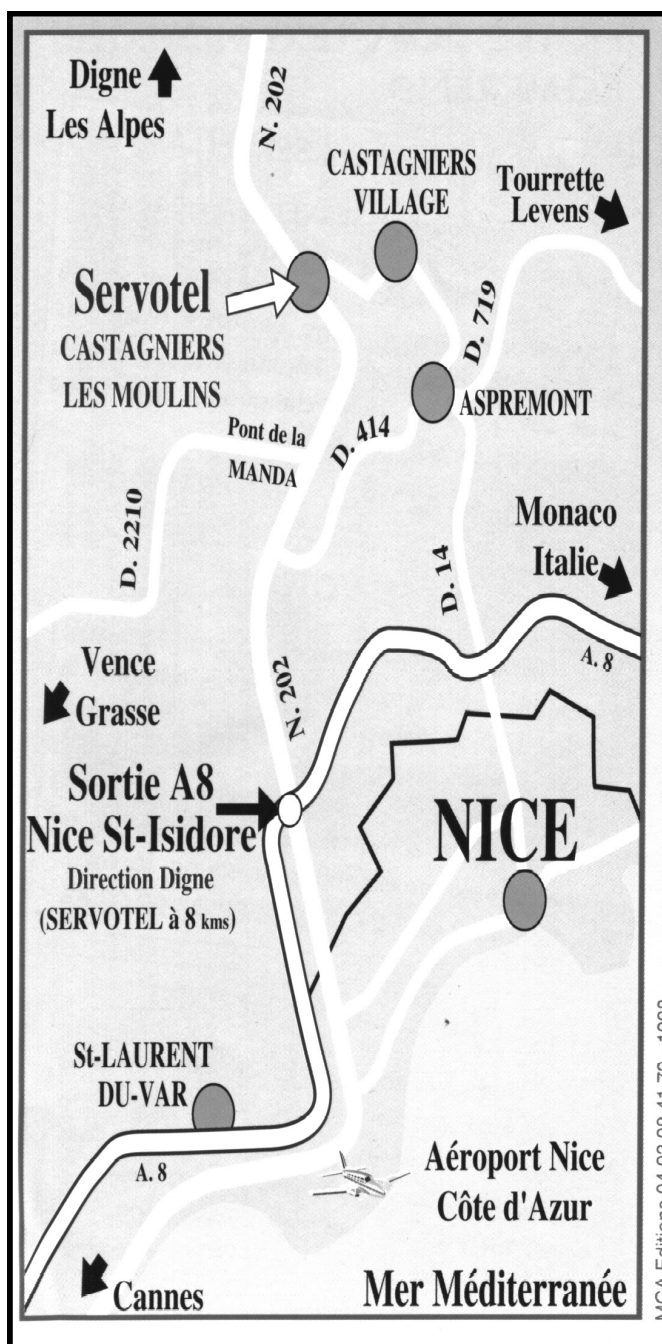 Digne
Les Alpes
N. 202
CASTAGNIERS
VILLAGE
Tourrette
Levens
Servotel
CASTAGNIERS
LES MOULINS
D. 719
ASPREMONT
Pont de la
MANDA
D. 414
D. 2210
Monaco
Italie
D. 14
A. 8
Vence
Grasse
N. 202
Sortie A8
Nice St-Isidore
Direction Digne
(SERVOTEL à 8 kms)
NICE
St-LAURENT
DU-VAR
A. 8
Aéroport Nice
Côte d'Azur
Cannes
Mer Méditerranée
MCA Editions